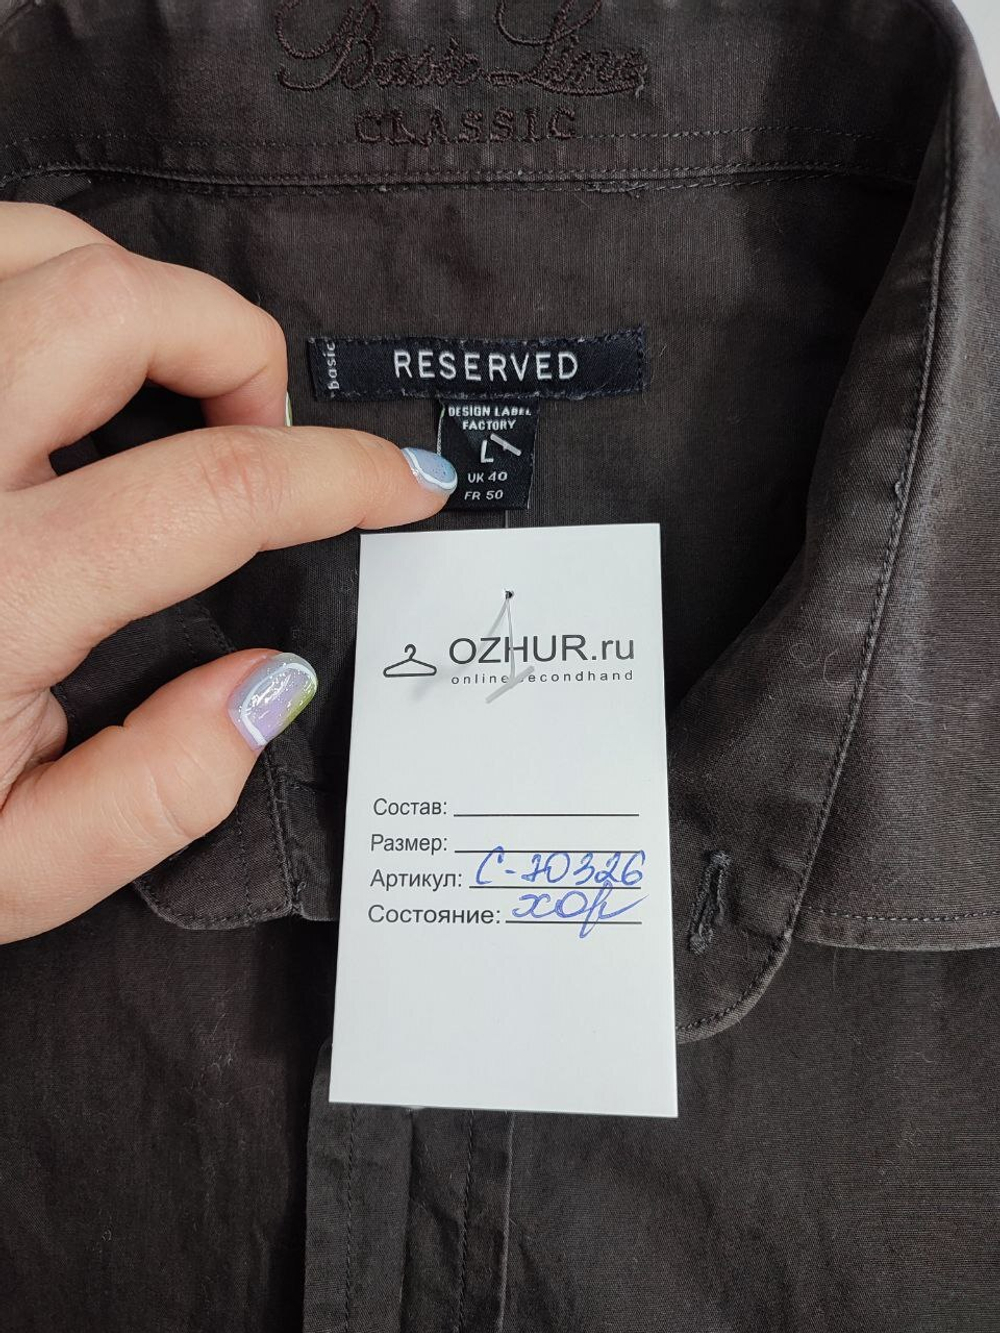 Basic Line
CLASSIC
basic
RESERVED
DESIGN LABEL
FACTORY
L
UK 40
FR 50
OZHUR.ru
online secondhand
Состав:
Размер:
Артикул: С-70326
Состояние: хор